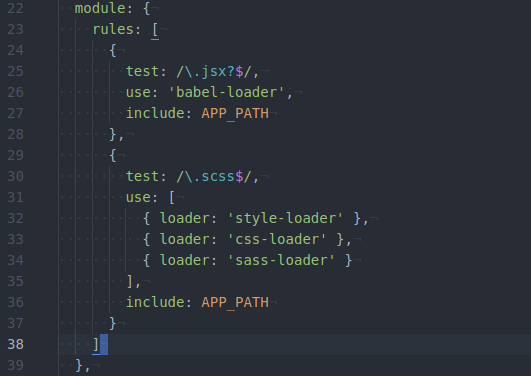 22 module: {
23 rules: [
24 {
25 test: /\.jsx?$/,
26 use: 'babel-loader',
27 include: APP_PATH
28 },
29 {
30 test: /\.scss$/,
31 use: [
32 { loader: 'style-loader' },
33 { loader: 'css-loader' },
34 { loader: 'sass-loader' }
35 ],
36 include: APP_PATH
37 }
38 ]
39 },